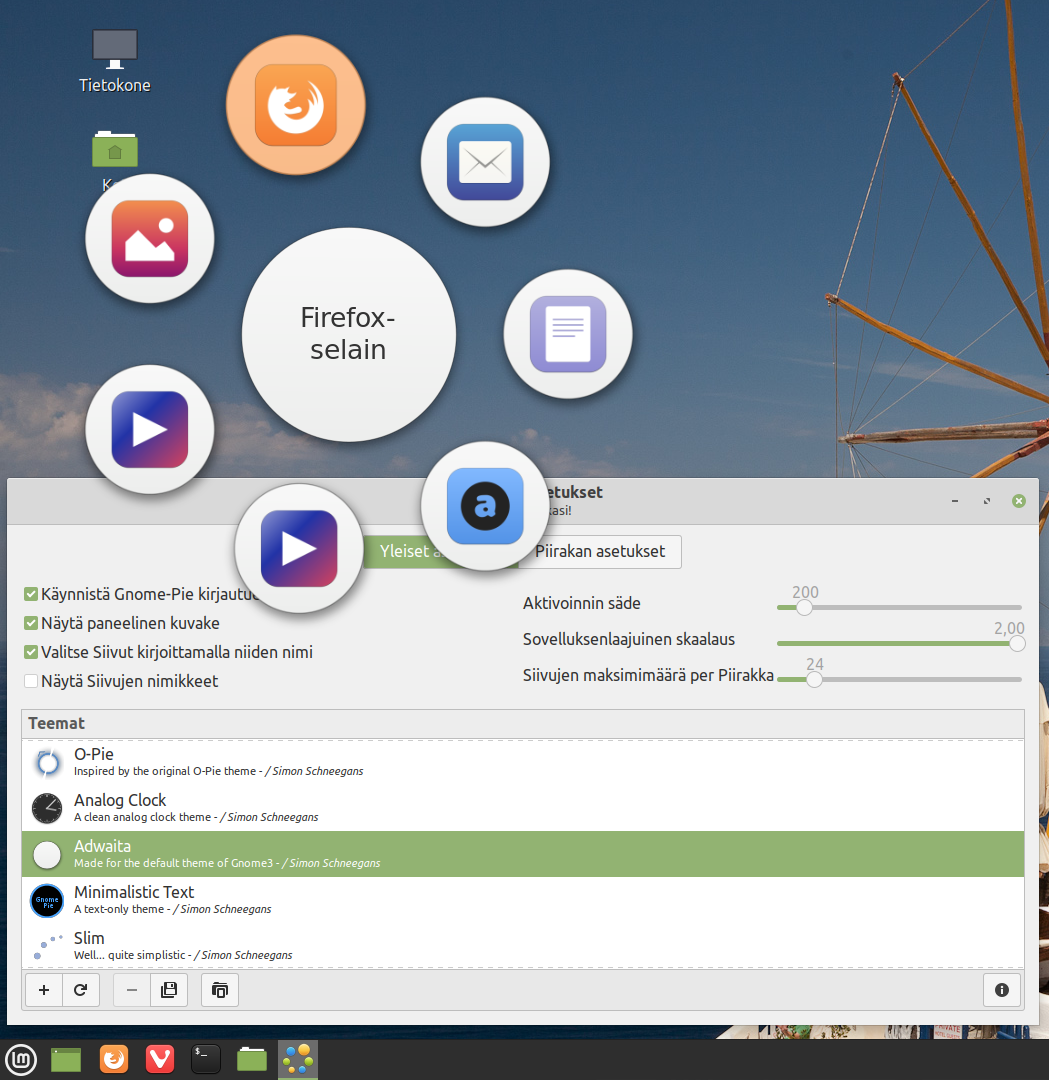 Tietokone
Firefox-
selain
Yleiset
Piirakan asetukset
Käynnistä Gnome-Pie
Näytä paneelinen kuvake
Valitse Siivut kirjoittamalla niiden nimi
Näytä Siivujen nimikkeet
Aktivoinnin säde
200
Sovelluksenlaajuinen skaalaus
2,00
Siivujen maksimimäärä per Piirakka
24
Teemat
O-Pie
Inspired by the original O-Pie theme - / Simon Schneegans
Analog Clock
A clean analog clock theme - / Simon Schneegans
Adwaita
Made for the default theme of Gnome3 - / Simon Schneegans
Gnome
Pie
Minimalistic Text
A text-only theme - / Simon Schneegans
Slim
Well... quite simplistic - / Simon Schneegans
PRIVATE